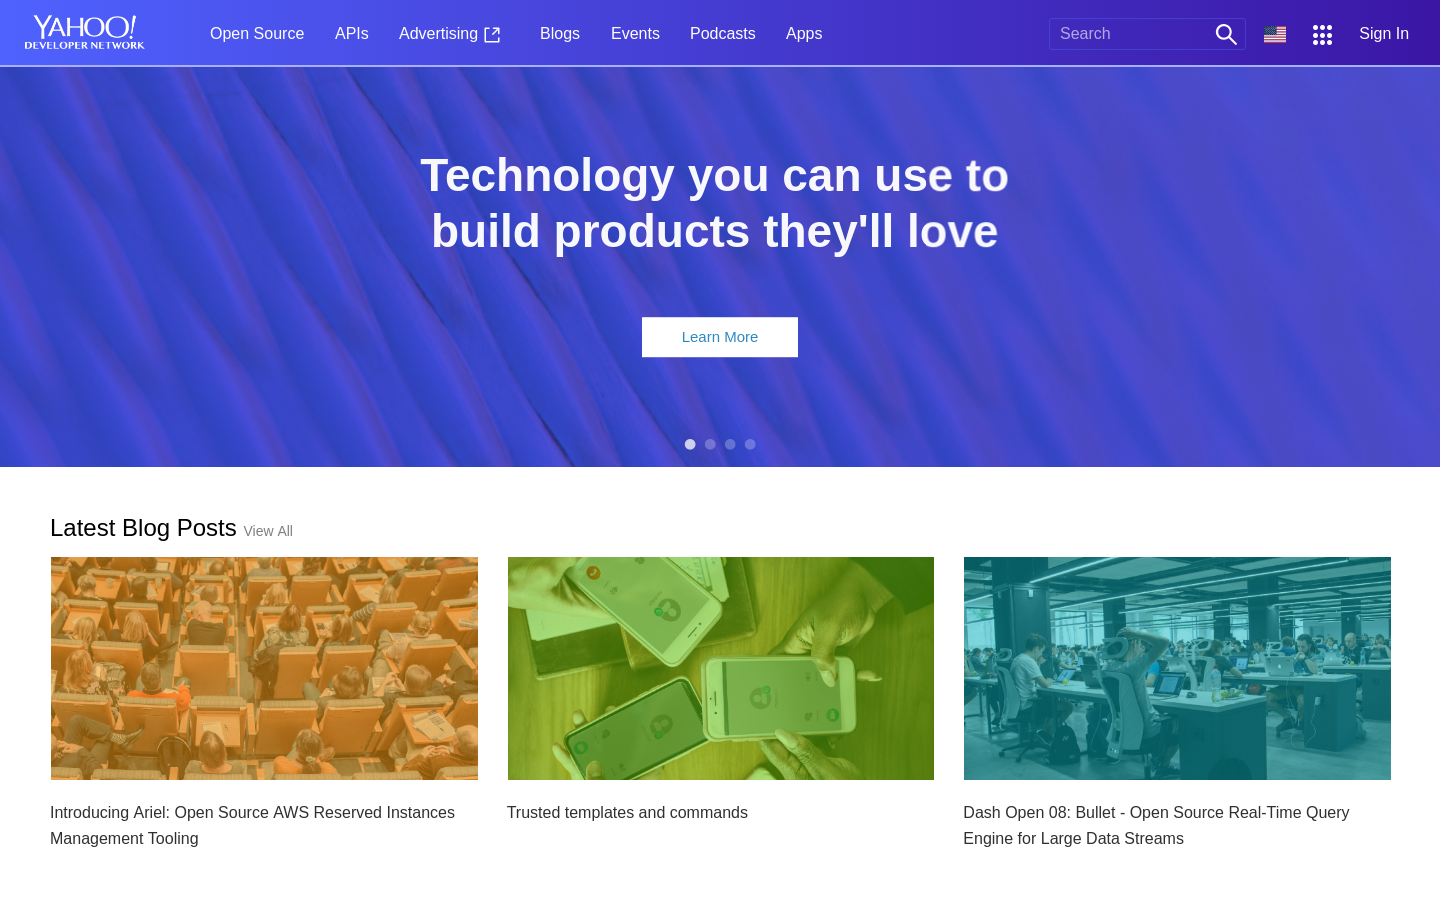 YAHOO!
DEVELOPER NETWORK
Open Source
APIs
Advertising
Blogs
Events
Podcasts
Apps
Search
Sign In
Technology you can use to
build products they'll love
Learn More
Latest Blog Posts View All
Introducing Ariel: Open Source AWS Reserved Instances
Management Tooling
Trusted templates and commands
Dash Open 08: Bullet - Open Source Real-Time Query
Engine for Large Data Streams